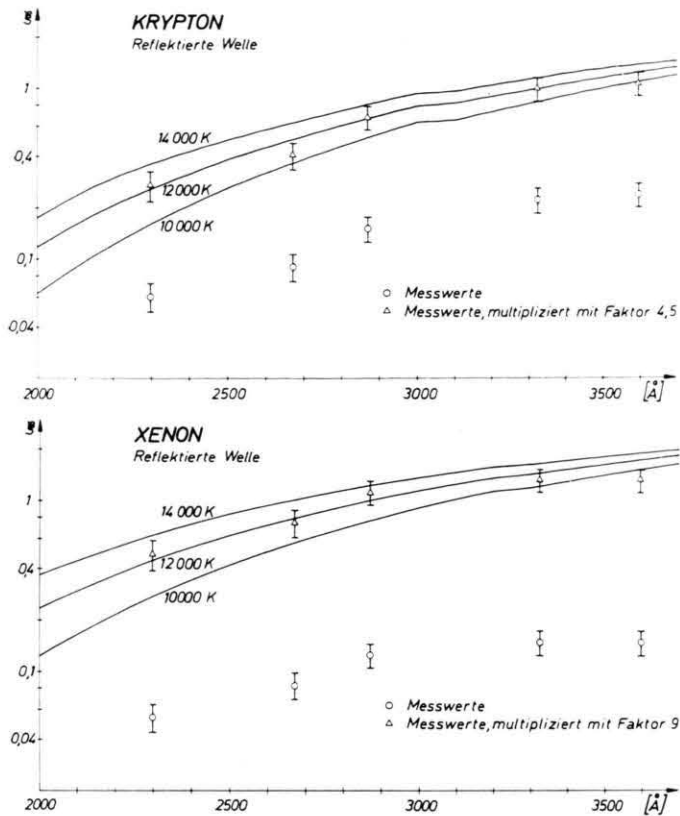 ξ
KRYPTON
Reflektierte Welle
1
14 000 K
0,4
12 000 K
10 000 K
0,1
○ Messwerte
△ Messwerte, multipliziert mit Faktor 4,5
0,04
2000 2500 3000 3500 [Å]
ξ
XENON
Reflektierte Welle
1
14 000 K
0,4
12 000 K
10000 K
0,1
○ Messwerte
△ Messwerte, multipliziert mit Faktor 9
0,04
2000 2500 3000 3500 [Å]